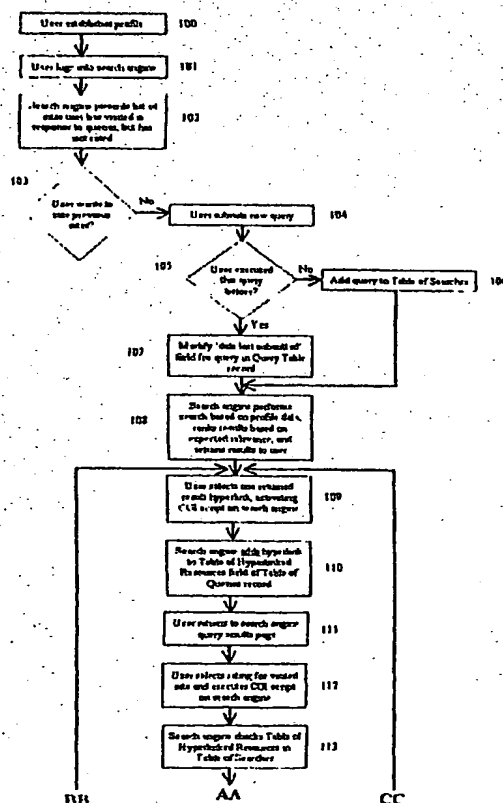 User establishes profile
100
User logs into search engine
101
Search engine presents list of
sites user has visited in
response to queries, but has
not rated
102
103
User wants to
rate previous
sites?
No
User submits new query
104
105
User executed
this query
before?
No
Add query to Table of Searches
106
Yes
107
Modify "date last submitted"
field for query in Query Table
record
108
Search engine performs
search based on profile data,
ranks results based on
expected relevance, and
returns results to user
User selects one returned
result hyperlink, activating
CGI script on search engine
109
Search engine adds hyperlink
to Table of Hyperlinked
Resources field of Table of
Queries record
110
User returns to search engine
query results page
111
User selects rating for visited
site and executes CGI script
on search engine
112
Search engine checks Table of
Hyperlinked Resources in
Table of Searches
113
BB
AA
CC